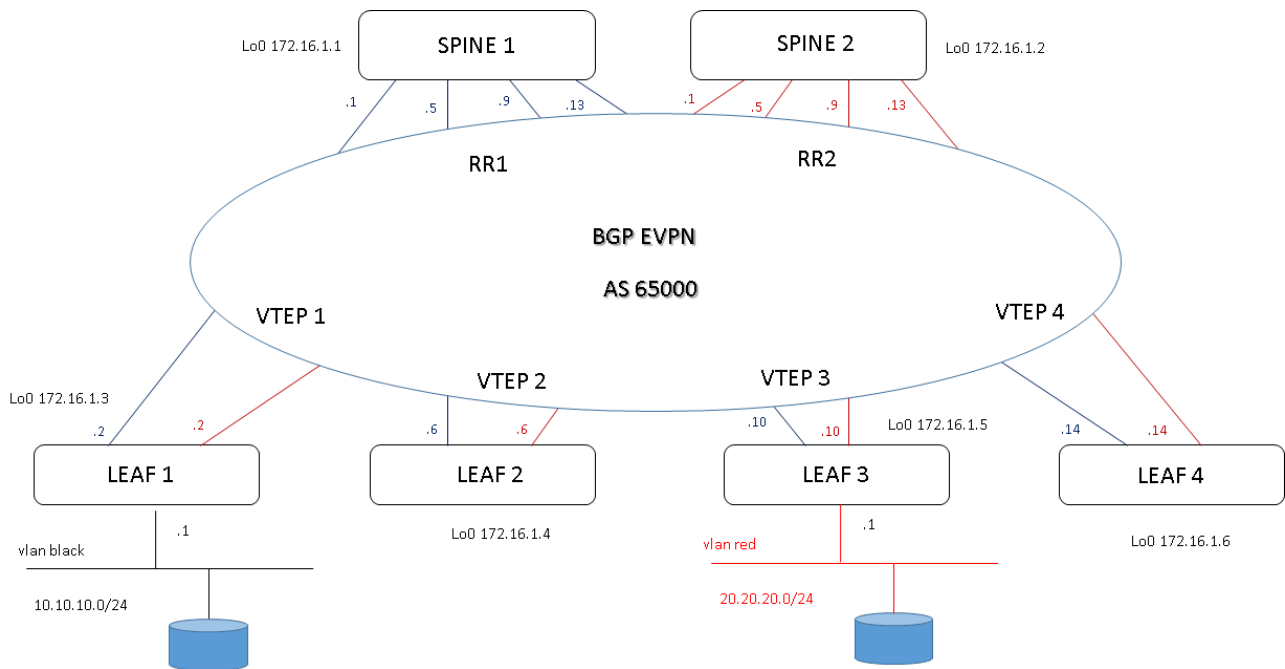 Lo0 172.16.1.1
SPINE 1
SPINE 2
Lo0 172.16.1.2
.1
.5
.9
.13
.1
.5
.9
.13
RR1
RR2
BGP EVPN
AS 65000
VTEP 1
VTEP 2
VTEP 3
VTEP 4
Lo0 172.16.1.3
.2
.2
.6
.6
.10
.10
Lo0 172.16.1.5
.14
.14
LEAF 1
LEAF 2
LEAF 3
LEAF 4
.1
vlan black
10.10.10.0/24
Lo0 172.16.1.4
.1
vlan red
20.20.20.0/24
Lo0 172.16.1.6